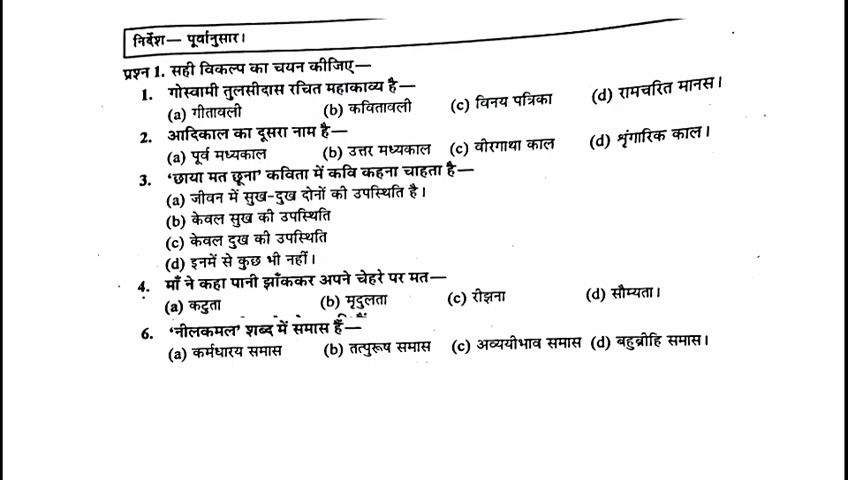 निर्देश— पूर्वानुसार।
प्रश्न 1. सही विकल्प का चयन कीजिए—
1. गोस्वामी तुलसीदास रचित महाकाव्य है—
(a) गीतावली (b) कवितावली (c) विनय पत्रिका (d) रामचरित मानस।
2. आदिकाल का दूसरा नाम है—
(a) पूर्व मध्यकाल (b) उत्तर मध्यकाल (c) वीरगाथा काल (d) श्रृंगारिक काल।
3. ‘छाया मत छूना’ कविता में कवि कहना चाहता है—
(a) जीवन में सुख-दुख दोनों की उपस्थिति है।
(b) केवल सुख की उपस्थिति
(c) केवल दुख की उपस्थिति
(d) इनमें से कुछ भी नहीं।
4. माँ ने कहा पानी झाँककर अपने चेहरे पर मत—
(a) कटुता (b) मृदुलता (c) रीझना (d) सौम्यता।
6. ‘नीलकमल’ शब्द में समास हैं—
(a) कर्मधारय समास (b) तत्पुरूष समास (c) अव्ययीभाव समास (d) बहुब्रीहि समास।